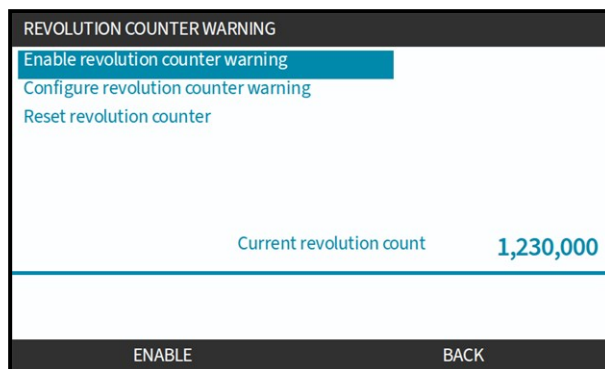 REVOLUTION COUNTER WARNING
Enable revolution counter warning
Configure revolution counter warning
Reset revolution counter
Current revolution count 1,230,000
ENABLE BACK